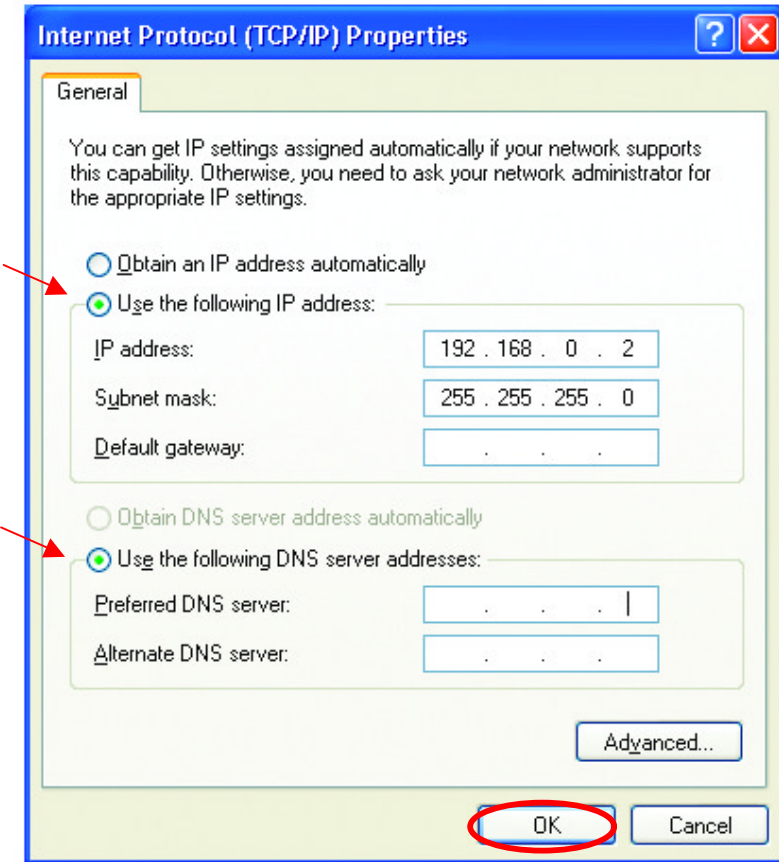 Internet Protocol (TCP/IP) Properties
General
You can get IP settings assigned automatically if your network supports
this capability. Otherwise, you need to ask your network administrator for
the appropriate IP settings.
Obtain an IP address automatically
Use the following IP address:
IP address: 192 . 168 . 0 . 2
Subnet mask: 255 . 255 . 255 . 0
Default gateway: . . .
Obtain DNS server address automatically
Use the following DNS server addresses:
Preferred DNS server: . . .
Alternate DNS server: . . .
Advanced...
OK Cancel